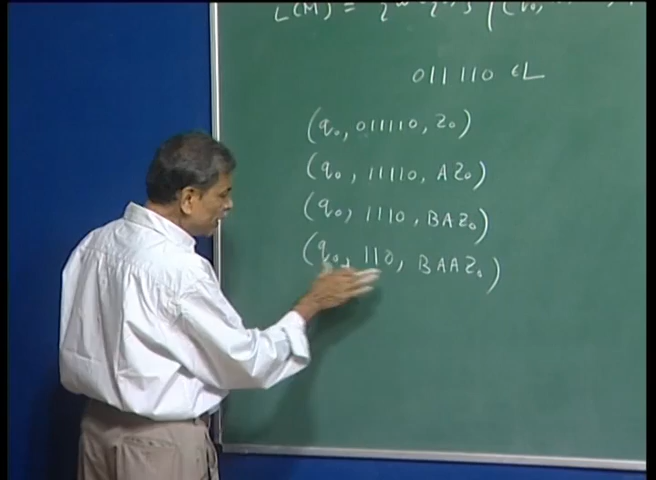 L(M) =
011110 ∈ L
(q₀, 011110, Z₀)
(q₀, 11110, AZ₀)
(q₀, 1110, BAZ₀)
(q₀, 110, BAAZ₀)